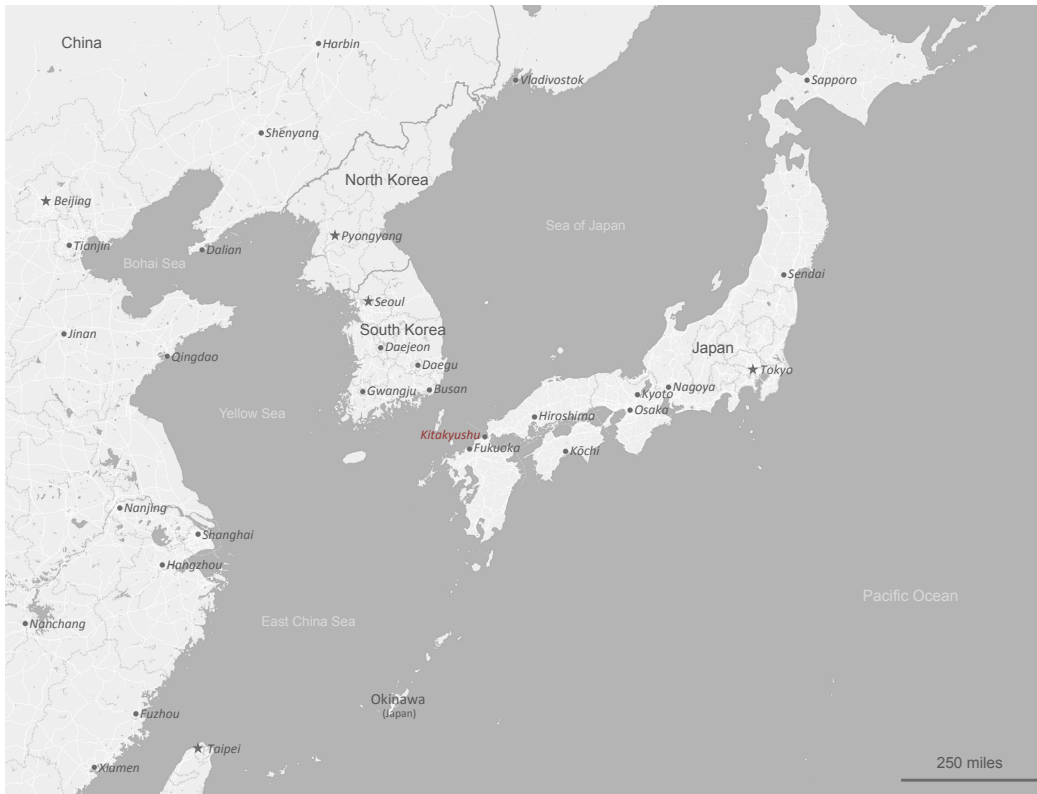 China
Harbin
Vladivostok
Sapporo
Shenyang
North Korea
Beijing
Sea of Japan
Pyongyang
Tianjin
Dalian
Bohai Sea
Sendai
Seoul
South Korea
Jinan
Daejeon
Japan
Qingdao
Daegu
Tokyo
Gwangju
Busan
Nagoya
Kyoto
Yellow Sea
Osaka
Hiroshima
Kitakyushu
Fukuoka
Kōchi
Nanjing
Shanghai
Hangzhou
Pacific Ocean
Nanchang
East China Sea
Okinawa
(Japan)
Fuzhou
Taipei
Xiamen
250 miles